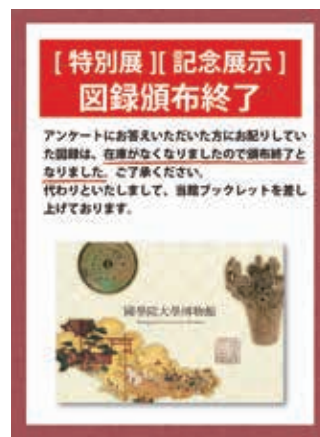 [特別展][記念展示]
図録頒布終了
アンケートにお答えいただいた方にお配りしてい
た図録は、在庫がなくなりましたので頒布終了と
なりました。ご了承ください。
代わりといたしまして、当館ブックレットを差し
上げております。
國學院大學博物館